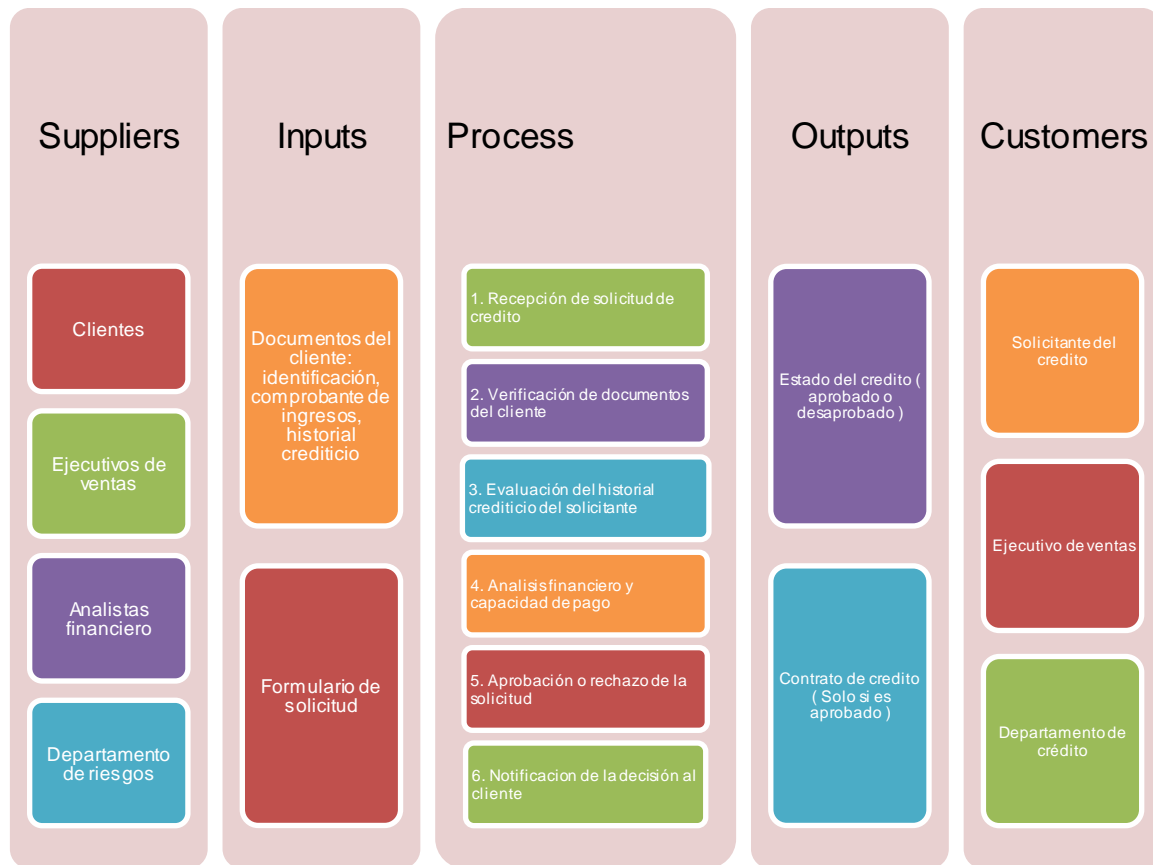 Suppliers
Clientes
Ejecutivos de
ventas
Analistas
financiero
Departamento
de riesgos
Inputs
Documentos del
cliente:
identificación,
comprobante de
ingresos,
historial
crediticio
Formulario de
solicitud
Process
1. Recepción de solicitud de
credito
2. Verificación de documentos
del cliente
3. Evaluación del historial
crediticio del solicitante
4. Analisis financiero y
capacidad de pago
5. Aprobación o rechazo de la
solicitud
6. Notificacion de la decisión al
cliente
Outputs
Estado del credito (
aprobado o
desaprobado )
Contrato de credito
( Solo si es
aprobado )
Customers
Solicitante del
credito
Ejecutivo de ventas
Departamento de
crédito